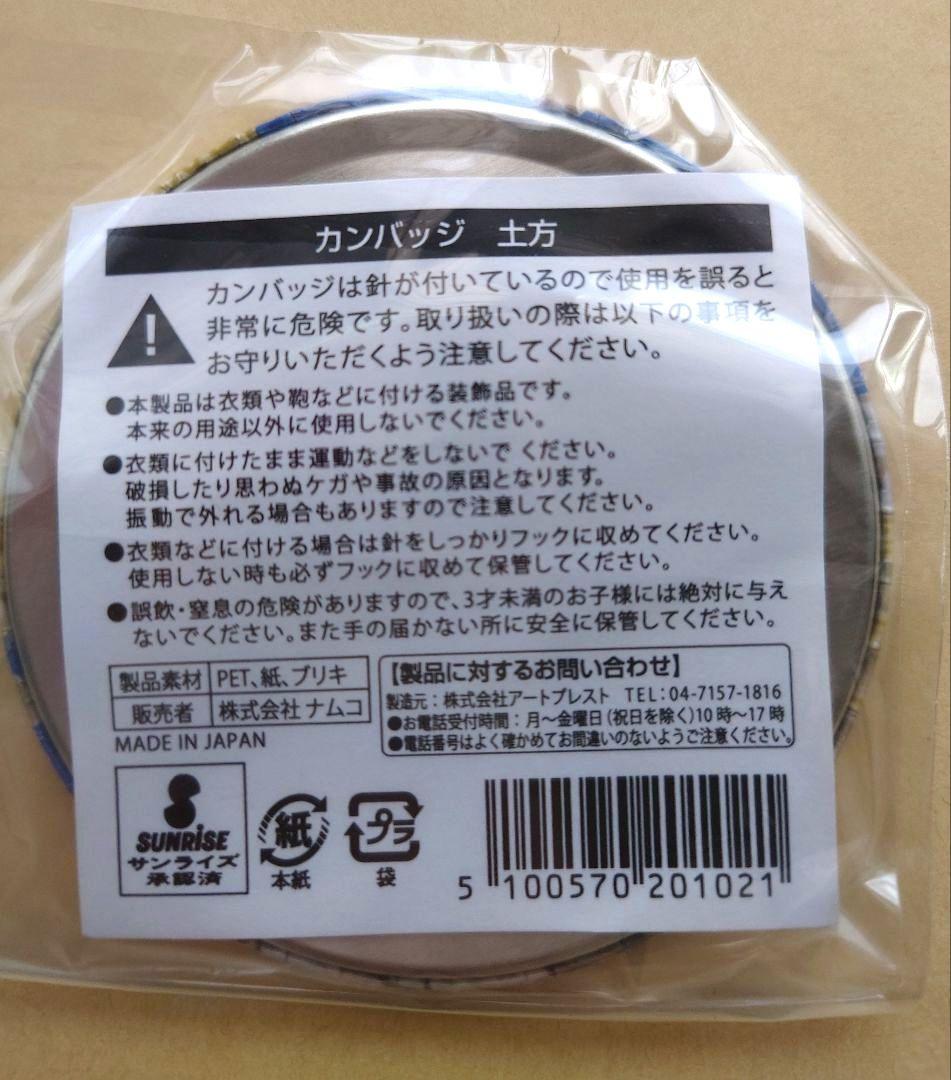 カンバッジ 土方
カンバッジは針が付いているので使用を誤ると
非常に危険です。取り扱いの際は以下の事項を
お守りいただくよう注意してください。
●本製品は衣類や鞄などに付ける装飾品です。
本来の用途以外に使用しないでください。
●衣類に付けたまま運動などをしないで ください。
破損したり思わぬケガや事故の原因となります。
振動で外れる場合もありますので注意してください。
●衣類などに付ける場合は針をしっかりフックに収めてください。
使用しない時も必ずフックに収めて保管してください。
●誤飲・窒息の危険がありますので、3才未満のお子様には絶対に与え
ないでください。また手の届かない所に安全に保管してください。
製品素材 PET、紙、ブリキ
販売者 株式会社 ナムコ
MADE IN JAPAN
【製品に対するお問い合わせ】
製造元:株式会社アートプレスト TEL:04-7157-1816
●お電話受付時間:月～金曜日(祝日を除く)10時～17時
●電話番号はよく確かめてお間違いのないようご注意ください。
SUNRiSE
サンライズ
承認済
紙
本紙
プラ
袋
5 100570 201021